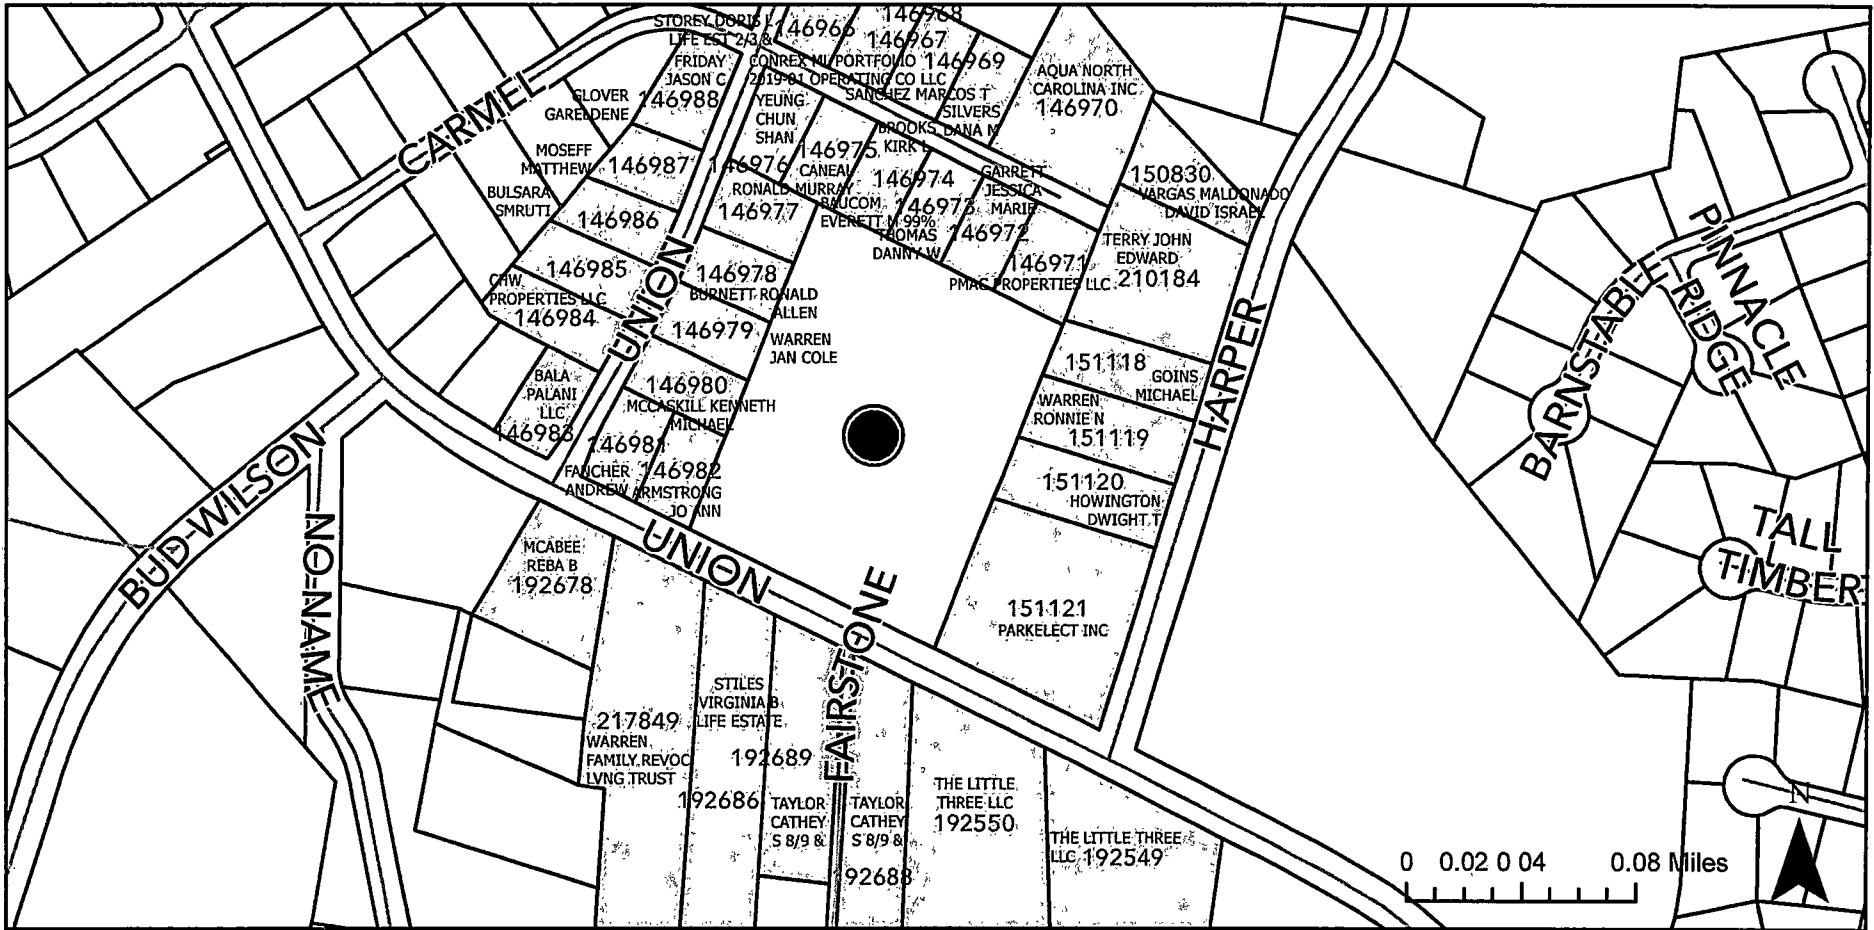 STOREY DORIS L
LIFE EST 2/3 &
146966
146968
146967
FRIDAY
JASON C
146988
CONREX ML PORTFOLIO
2019-01 OPERATING CO LLC
146969
SANCHEZ MARCOS T
SILVERS
DANA M
AQUA NORTH
CAROLINA INC
146970
CARMEL
GLOVER
GARELDENE
YEUNG
CHUN
SHAN
BROOKS
KIRK L
MOSEFF
MATTHEW
146987
146976
146975
CANEAL
RONALD MURRAY
146974
GARRETT
JESSICA
MARIE
150830
VARGAS MALDONADO
DAVID ISRAEL
BULSARA
SMRUTI
146986
146977
BAUCOM
EVERETT M 99%
146973
THOMAS
DANNY W
146972
TERRY JOHN
EDWARD
210184
146985
CHW
PROPERTIES LLC
146984
UNION
146978
BURNETT RONALD
ALLEN
146971
PMAC PROPERTIES LLC
146979
WARREN
JAN COLE
HARPER
PINNACLE
RIDGE
BARNSTABLE
151118
GOINS
MICHAEL
BALA
PALANI
LLC
146983
146980
MCCASKILL KENNETH
MICHAEL
WARREN
RONNIE N
151119
146981
FANCHER
ANDREW
146982
ARMSTRONG
JO ANN
151120
HOWINGTON
DWIGHT T
BUD-WILSON
NO-NAME
UNION
MCABEE
REBA B
192678
FAIRSTONE
151121
PARKELECT INC
TALL
TIMBER
217849
WARREN
FAMILY REVOC
LVNG TRUST
STILES
VIRGINIA B
LIFE ESTATE
192689
192686
TAYLOR
CATHEY
S 8/9 &
TAYLOR
CATHEY
S 8/9 &
92688
THE LITTLE
THREE LLC
192550
THE LITTLE THREE
LLC 192549
N
0 0.02 0 04 0.08 Miles